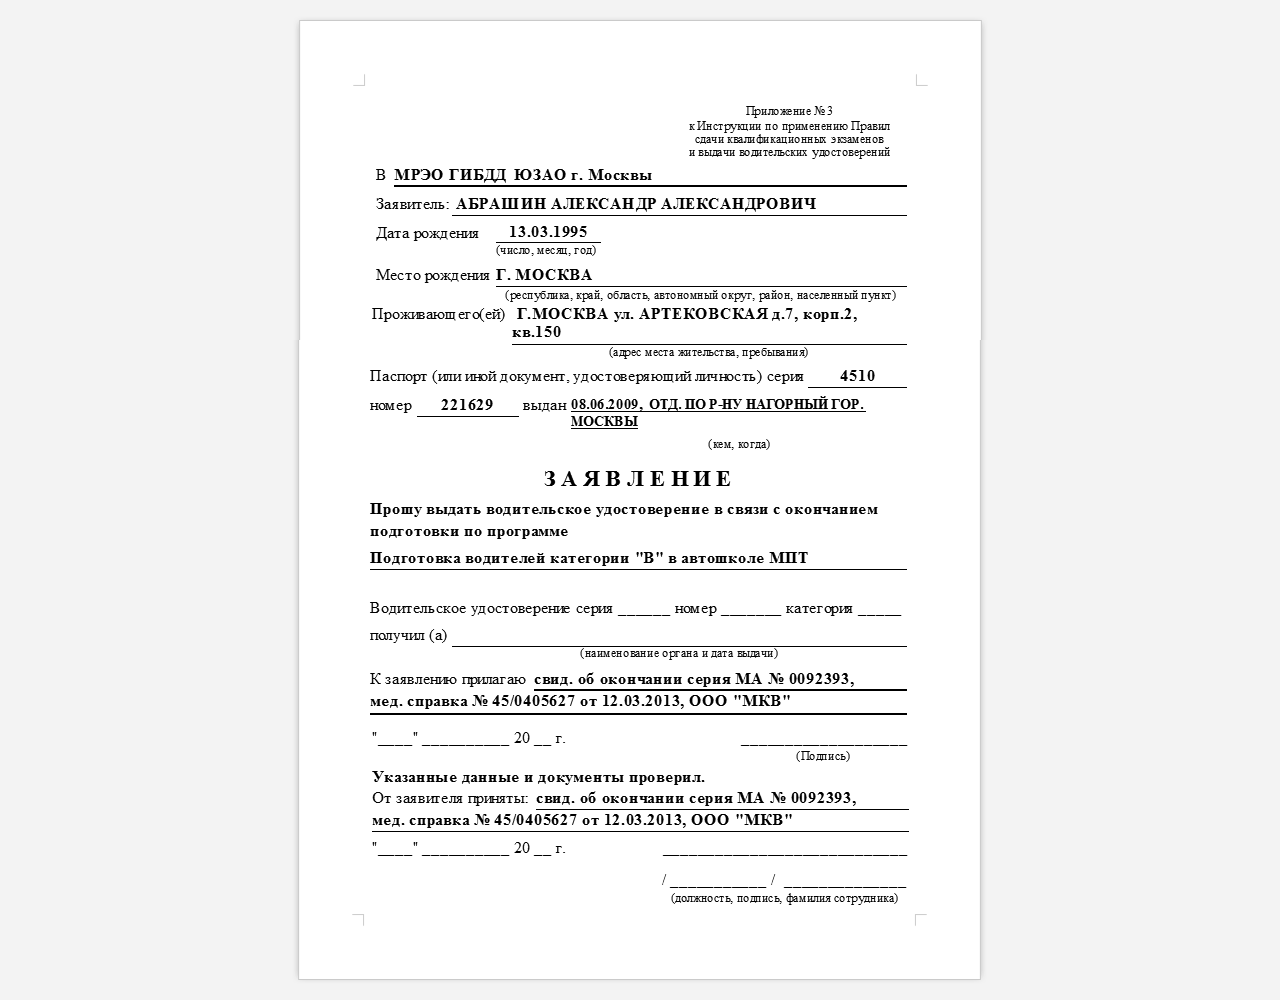 Приложение № 3
к Инструкции по применению Правил
сдачи квалификационных экзаменов
и выдачи водительских удостоверений
В МРЭО ГИБДД ЮЗАО г. Москвы
Заявитель: АБРАШИН АЛЕКСАНДР АЛЕКСАНДРОВИЧ
Дата рождения 13.03.1995
(число, месяц, год)
Место рождения Г. МОСКВА
(республика, край, область, автономный округ, район, населенный пункт)
Проживающего(ей) Г.МОСКВА ул. АРТЕКОВСКАЯ д.7, корп.2,
кв.150
(адрес места жительства, пребывания)
Паспорт (или иной документ, удостоверяющий личность) серия 4510
номер 221629 выдан 08.06.2009, ОТД. ПО Р-НУ НАГОРНЫЙ ГОР.
МОСКВЫ
(кем, когда)
ЗАЯВЛЕНИЕ
Прошу выдать водительское удостоверение в связи с окончанием
подготовки по программе
Подготовка водителей категории "В" в автошколе МПТ
Водительское удостоверение серия ______ номер _______ категория _____
получил (а)
(наименование органа и дата выдачи)
К заявлению прилагаю свид. об окончании серия МА № 0092393,
мед. справка № 45/0405627 от 12.03.2013, ООО "МКВ"
"____" __________ 20 __ г. ___________________
(Подпись)
Указанные данные и документы проверил.
От заявителя приняты: свид. об окончании серия МА № 0092393,
мед. справка № 45/0405627 от 12.03.2013, ООО "МКВ"
"____" __________ 20 __ г. ____________________________
/ ___________ / ______________
(должность, подпись, фамилия сотрудника)